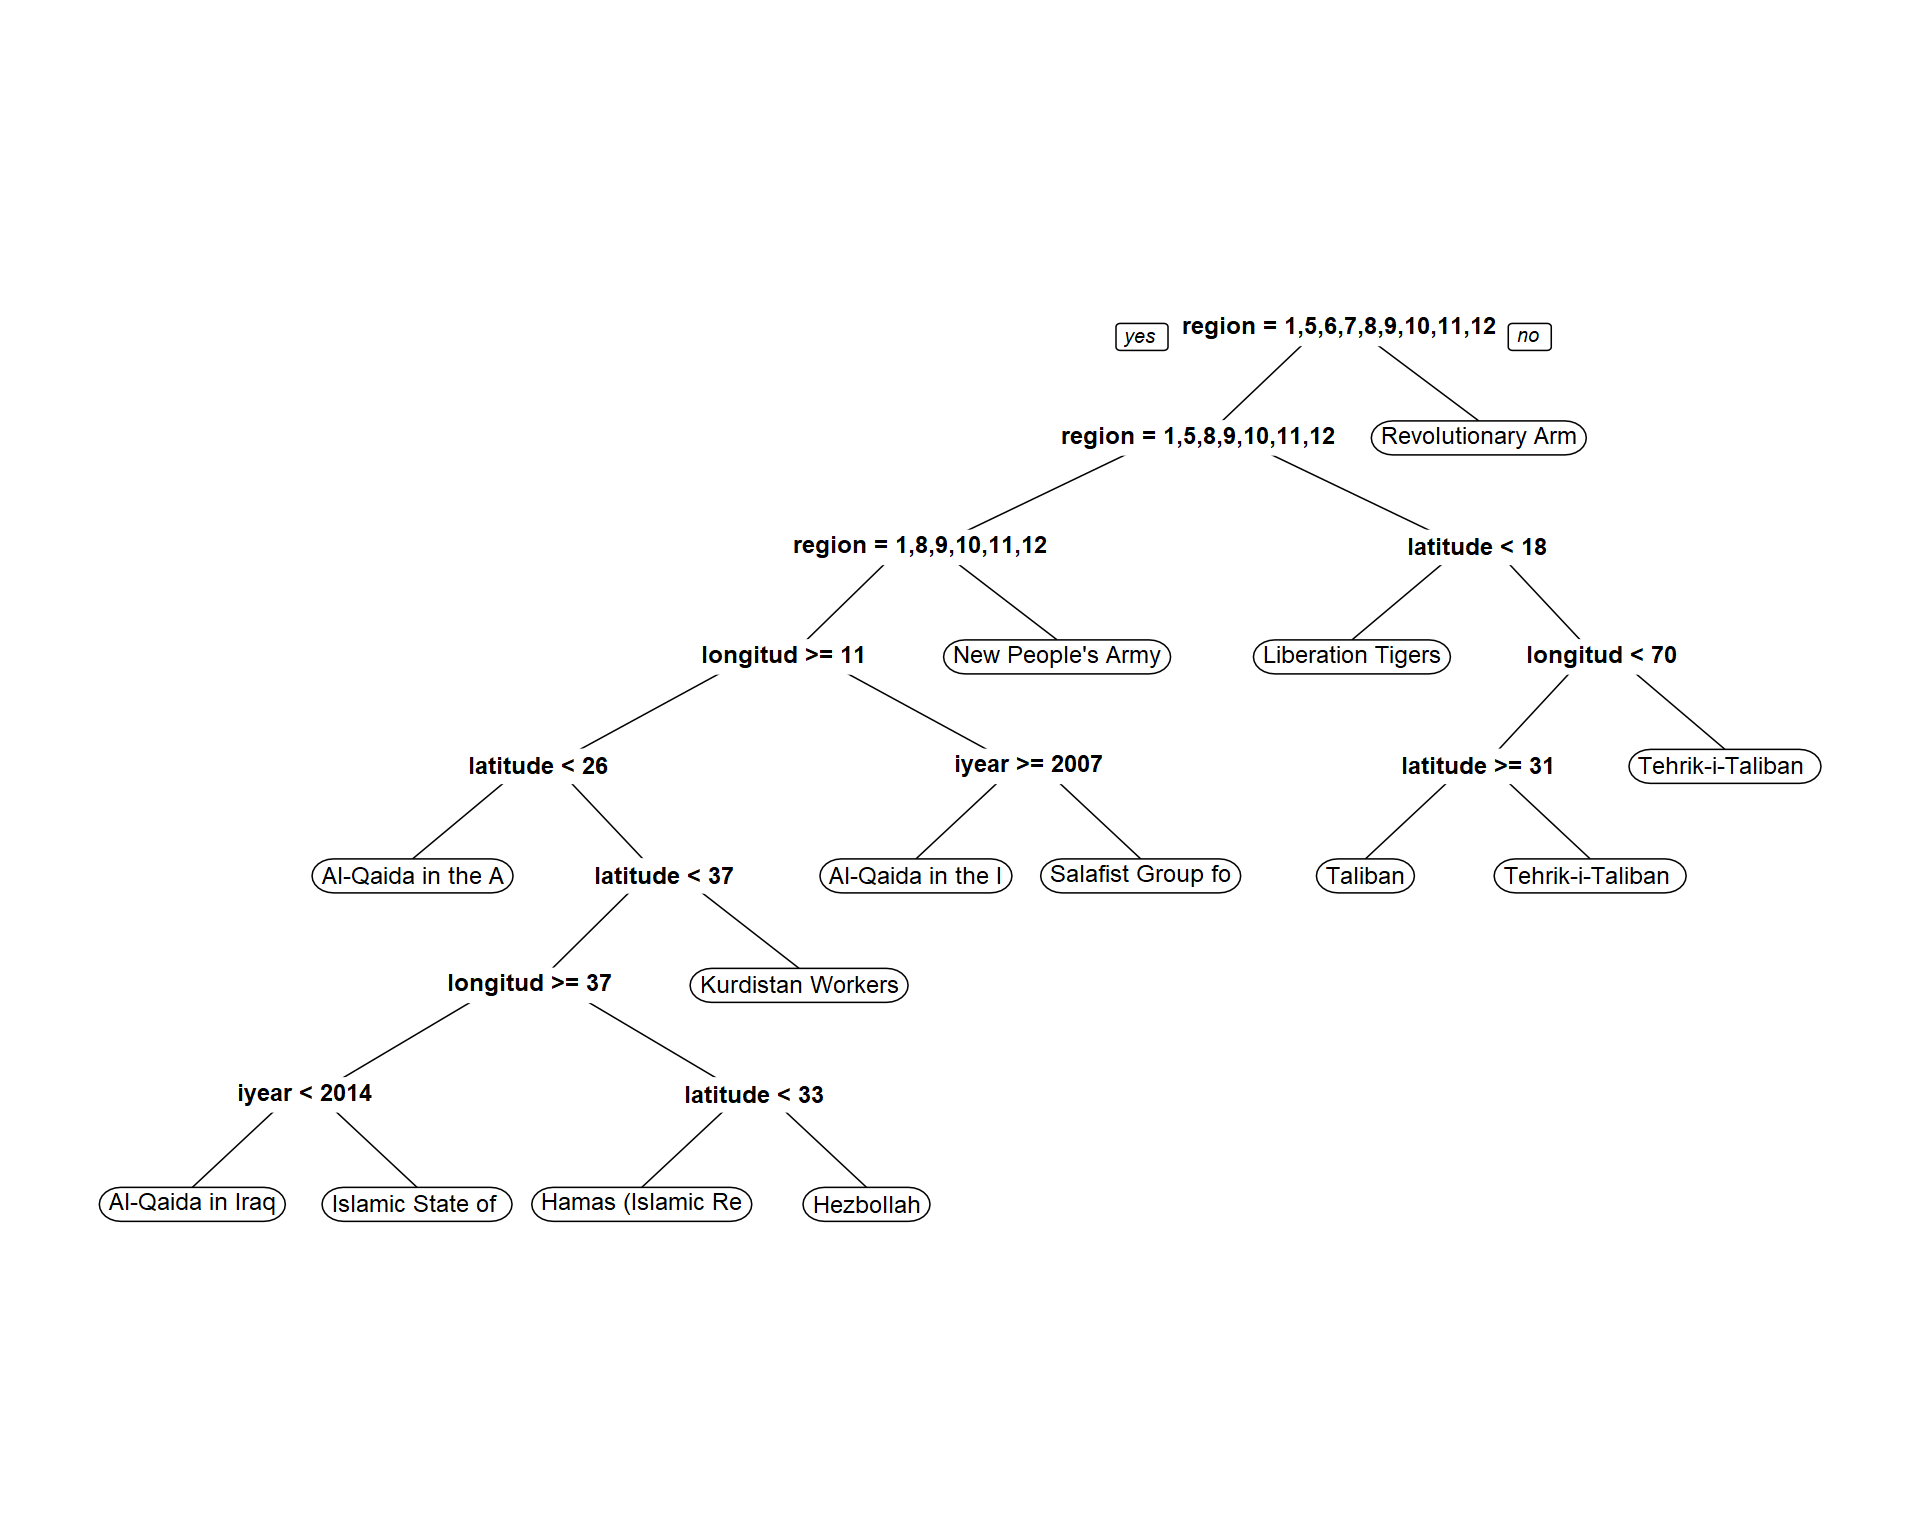 yes
region = 1,5,6,7,8,9,10,11,12
no
region = 1,5,8,9,10,11,12
Revolutionary Arm
region = 1,8,9,10,11,12
latitude < 18
longitud >= 11
New People's Army
Liberation Tigers
longitud < 70
latitude < 26
iyear >= 2007
latitude >= 31
Tehrik-i-Taliban
Al-Qaida in the A
latitude < 37
Al-Qaida in the I
Salafist Group fo
Taliban
Tehrik-i-Taliban
longitud >= 37
Kurdistan Workers
iyear < 2014
latitude < 33
Al-Qaida in Iraq
Islamic State of
Hamas (Islamic Re
Hezbollah